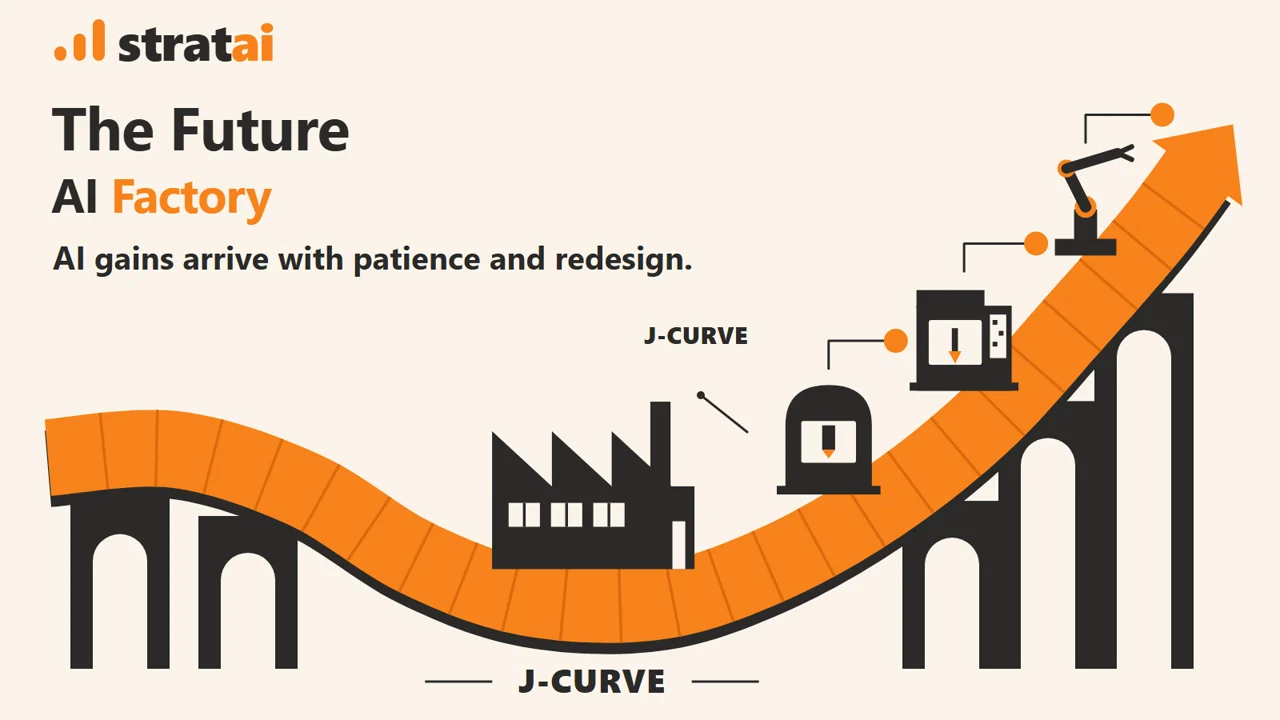 stratai
The Future
AI Factory
AI gains arrive with patience and redesign.
J-CURVE
J-CURVE